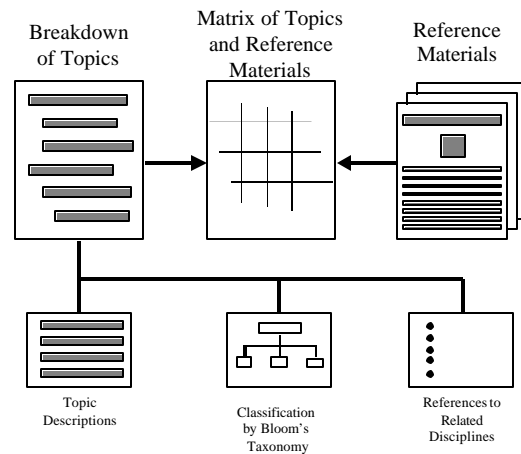 Breakdown
of Topics
Matrix of Topics
and Reference
Materials
Reference
Materials
Topic
Descriptions
Classification
by Bloom's
Taxonomy
References to
Related
Disciplines